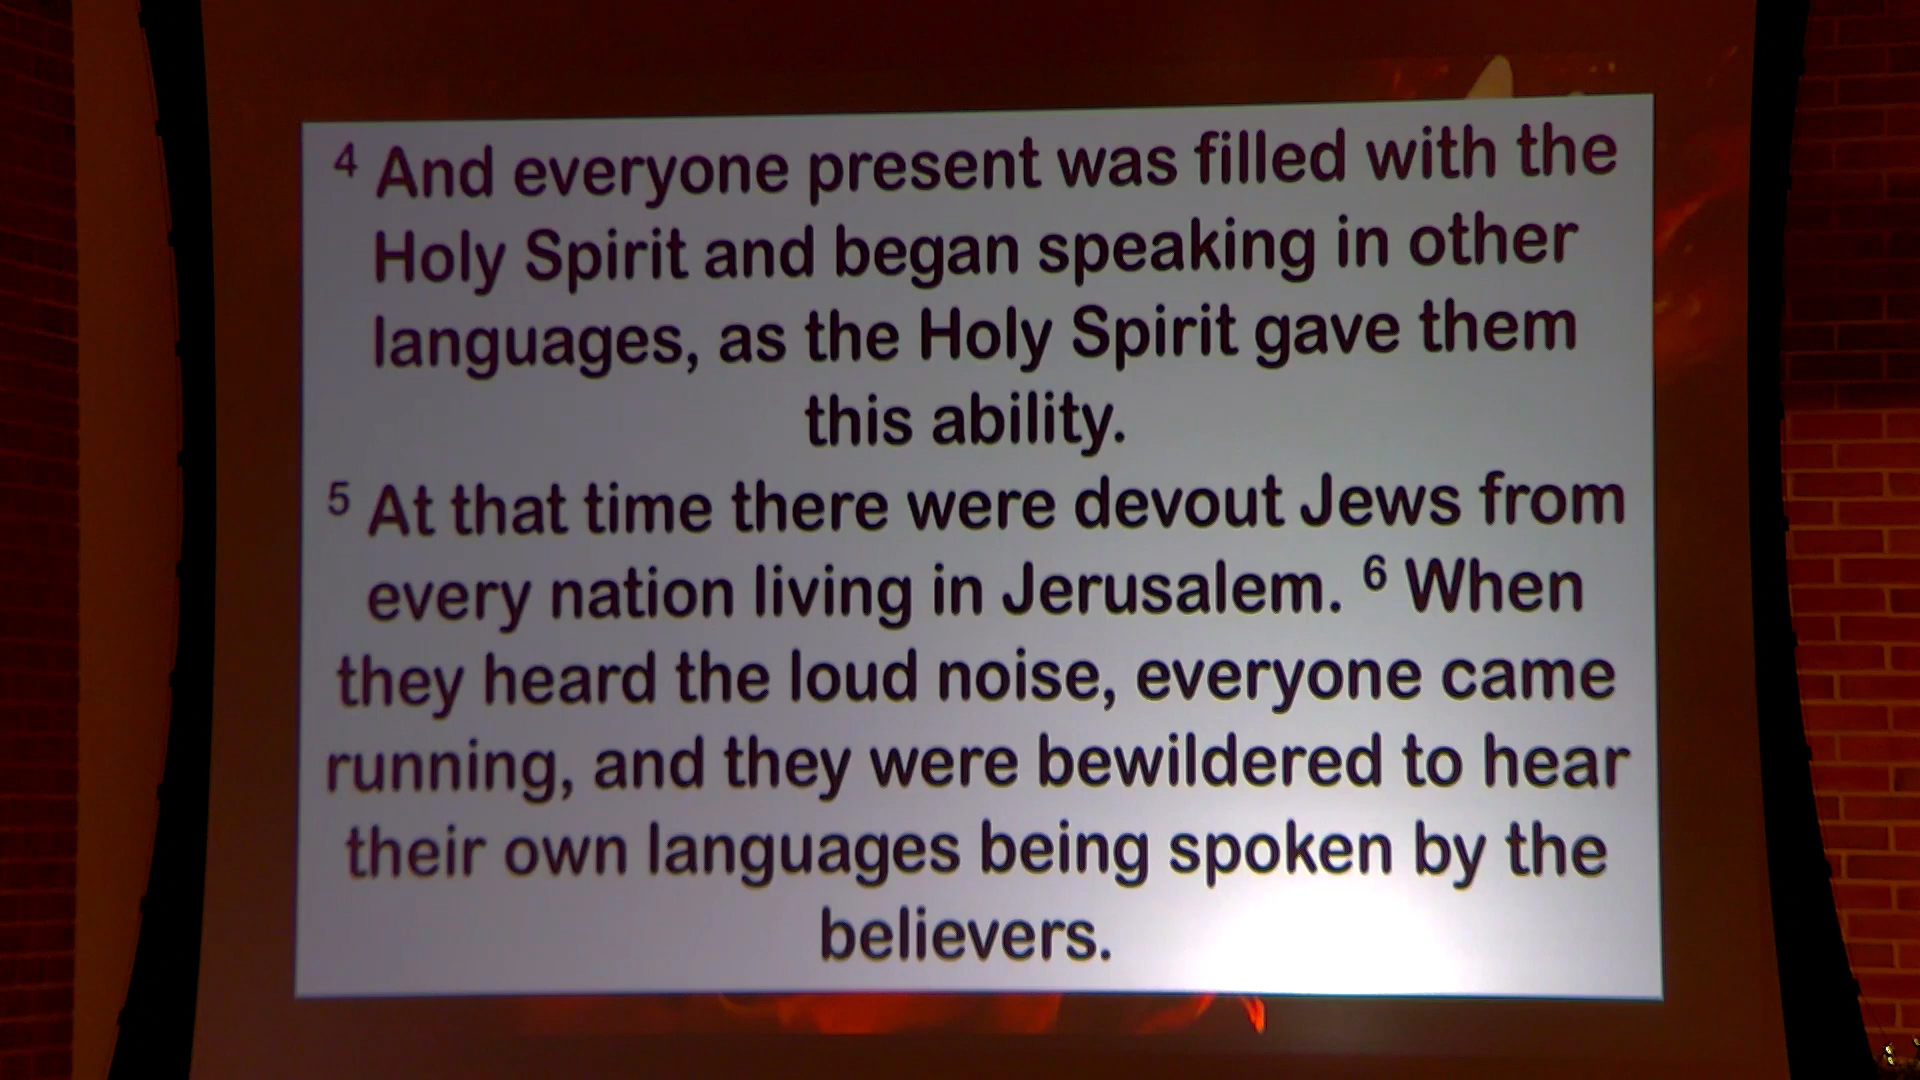 4 And everyone present was filled with the
Holy Spirit and began speaking in other
languages, as the Holy Spirit gave them
this ability.
5 At that time there were devout Jews from
every nation living in Jerusalem. 6 When
they heard the loud noise, everyone came
running, and they were bewildered to hear
their own languages being spoken by the
believers.